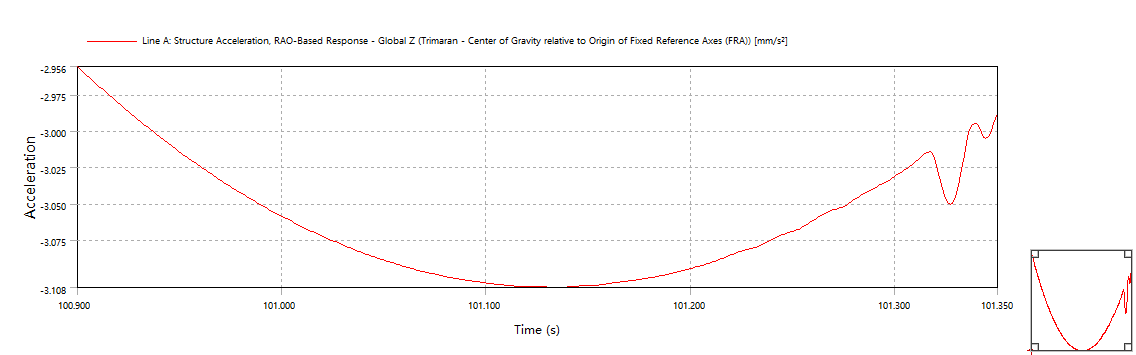 Line A: Structure Acceleration, RAO-Based Response - Global Z (Trimaran - Center of Gravity relative to Origin of Fixed Reference Axes (FRA)) [mm/s²]
-2.956
-2.975
-3.000
-3.025
-3.050
-3.075
-3.108
Acceleration
100.900 101.000 101.100 101.200 101.300 101.350
Time (s)